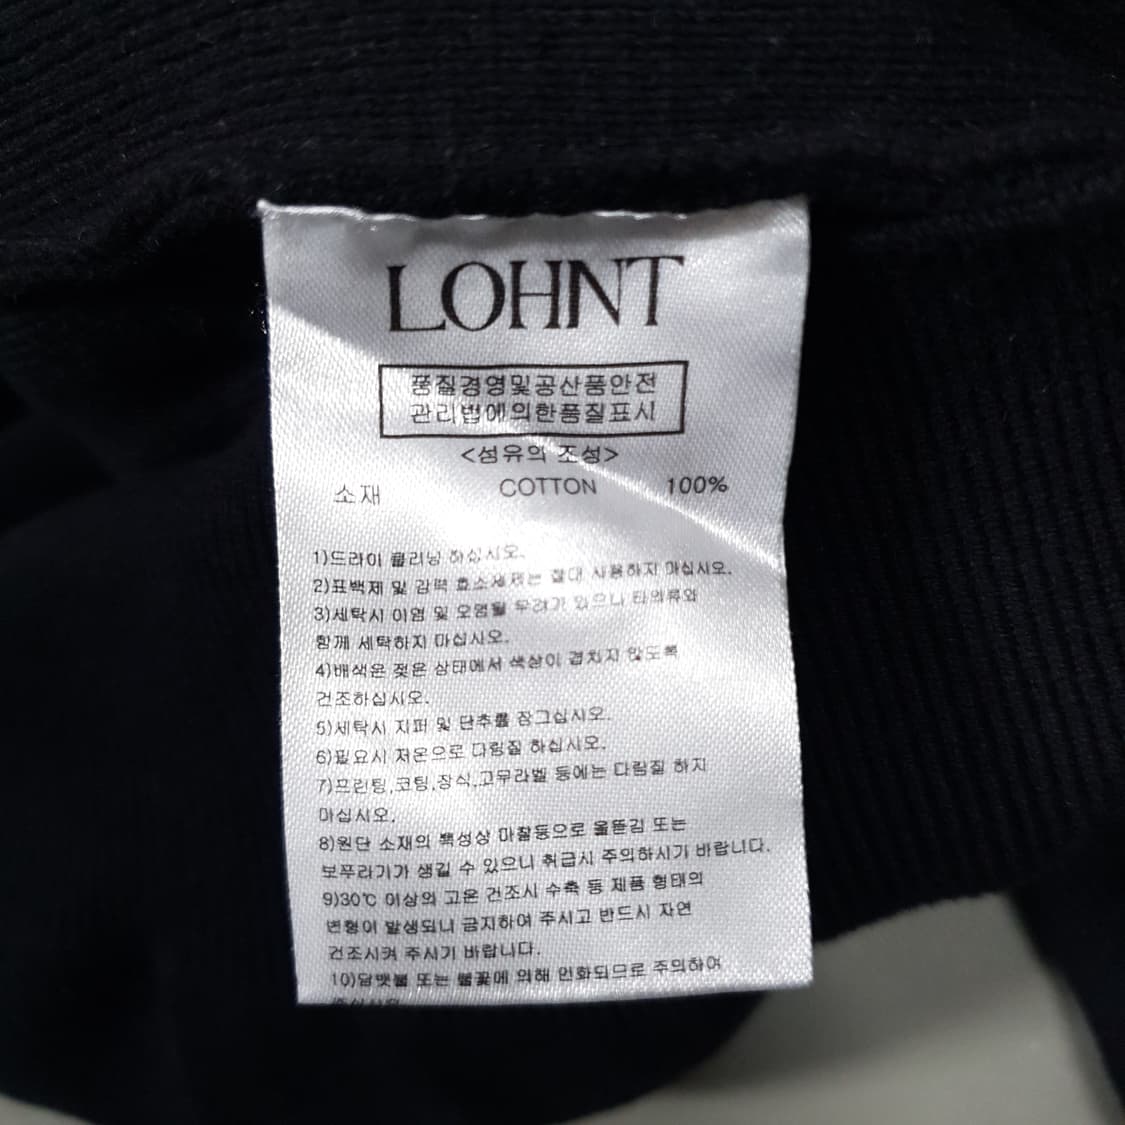 LOHNT
품질경영및공산품안전
관리법에의한품질표시
<섬유의 조성>
소재 COTTON 100%
1)드라이 클리닝 하십시오.
2)표백제 및 강력 효소세제는 절대 사용하지 마십시오.
3)세탁시 이염 및 오염될 우려가 있으니 타의류와
함께 세탁하지 마십시오.
4)배색은 젖은 상태에서 색상이 겹치지 않도록
건조하십시오.
5)세탁시 지퍼 및 단추를 잠그십시오.
6)필요시 저온으로 다림질 하십시오.
7)프린팅,코팅,장식,고무라벨 등에는 다림질 하지
마십시오.
8)원단 소재의 특성상 마찰등으로 올뜯김 또는
보푸라기가 생길 수 있으니 취급시 주의하시기 바랍니다.
9)30℃ 이상의 고온 건조시 수축 등 제품 형태의
변형이 발생되니 금지하여 주시고 반드시 자연
건조시켜 주시기 바랍니다.
10)담뱃불 또는 불꽃에 의해 인화되므로 주의하여